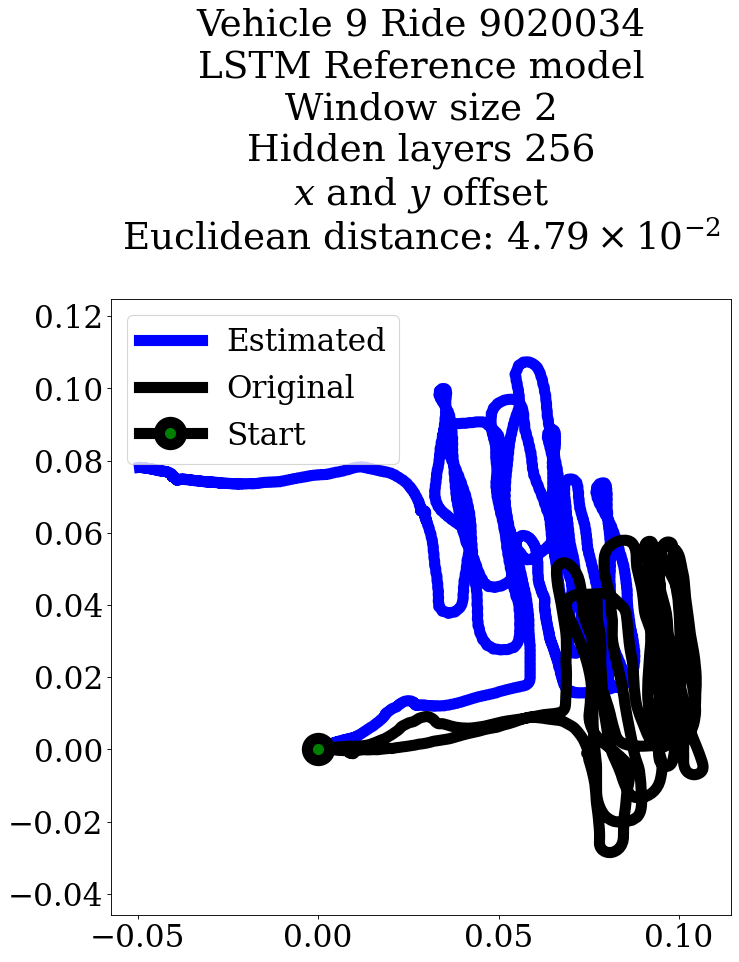 Vehicle 9 Ride 9020034
LSTM Reference model
Window size 2
Hidden layers 256
x and y offset
Euclidean distance: 4.79 × 10⁻²
0.12
0.10
0.08
0.06
0.04
0.02
0.00
−0.02
−0.04
Estimated
Original
Start
−0.05
0.00
0.05
0.10